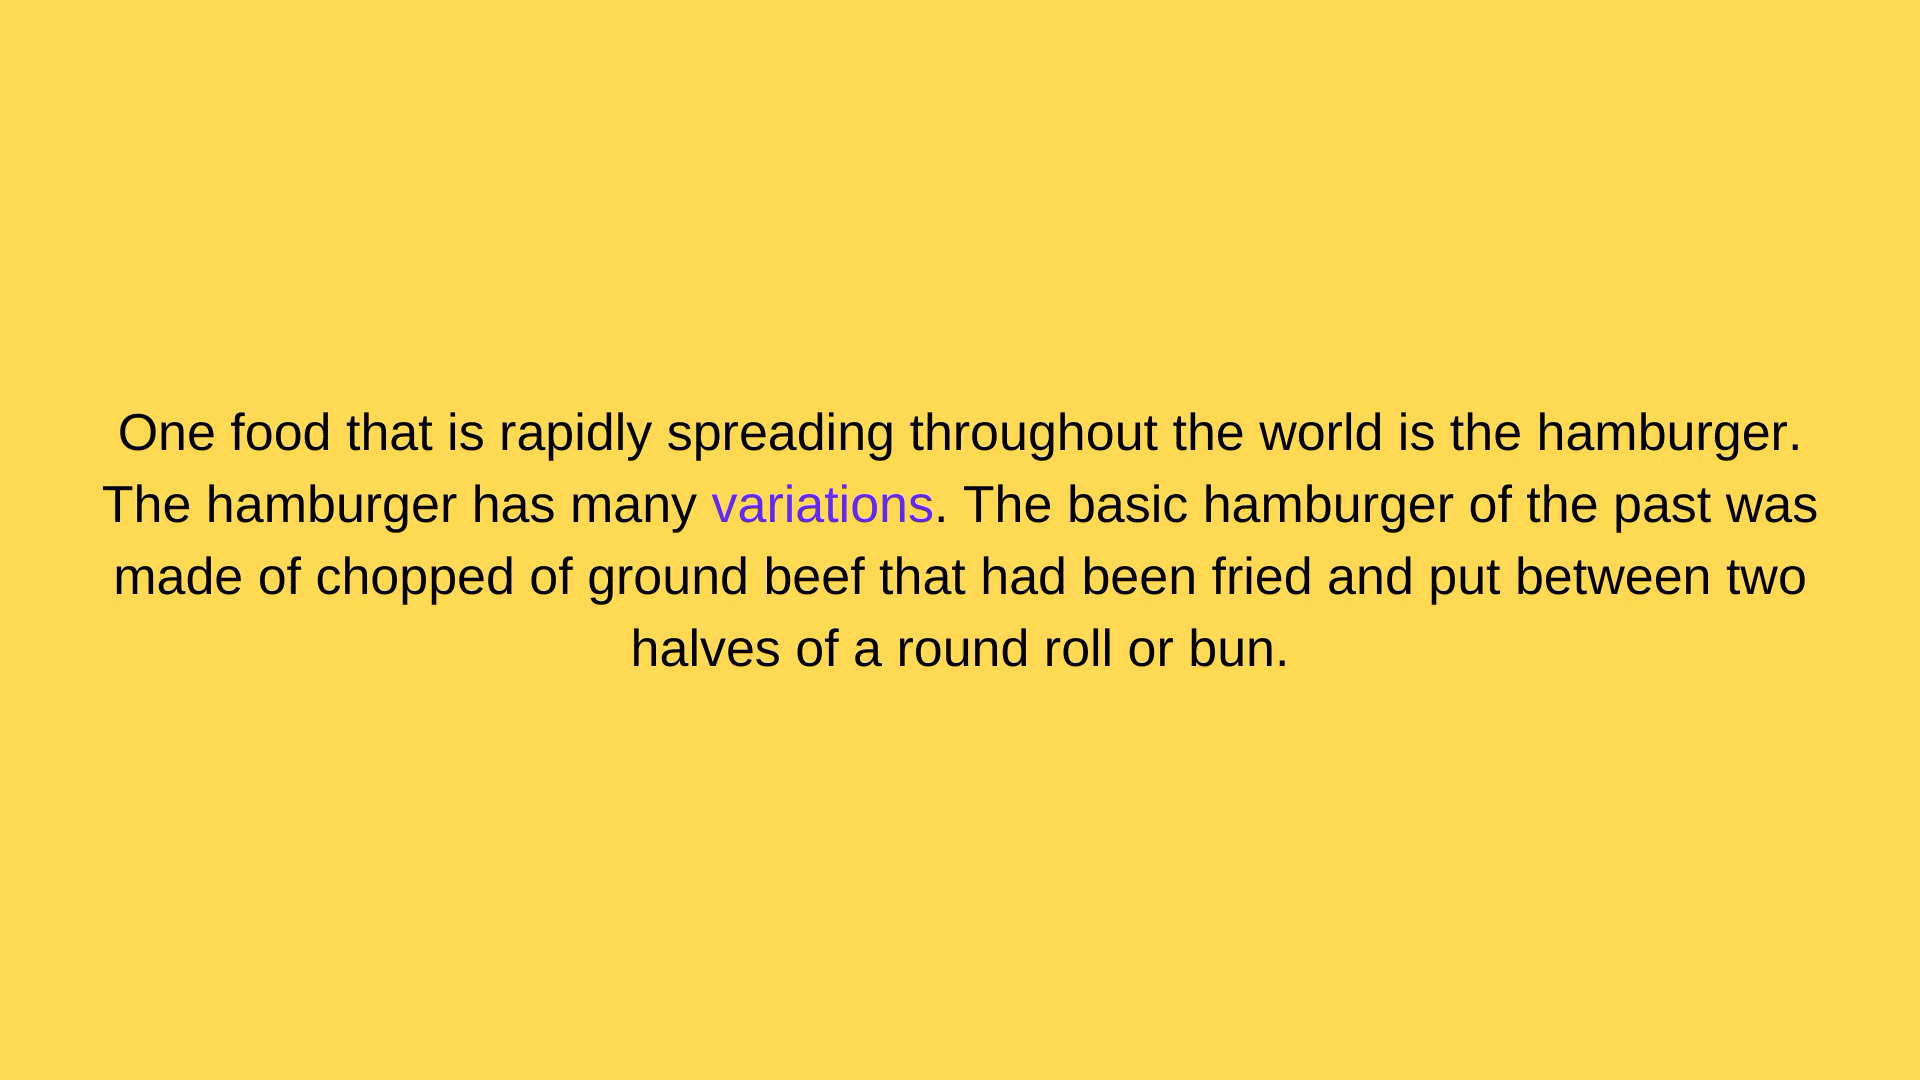 One food that is rapidly spreading throughout the world is the hamburger.
The hamburger has many variations. The basic hamburger of the past was
made of chopped of ground beef that had been fried and put between two
halves of a round roll or bun.